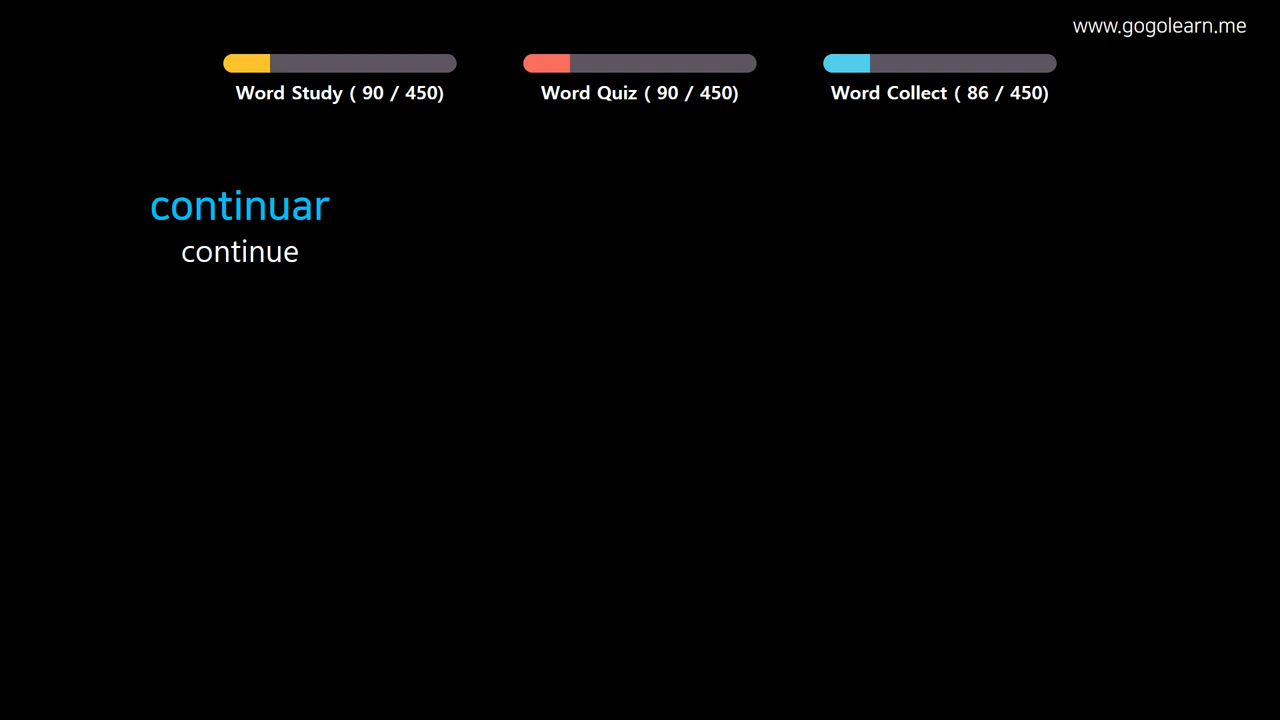 www.gogolearn.me
Word Study ( 90 / 450)
Word Quiz ( 90 / 450)
Word Collect ( 86 / 450)
continuar
continue